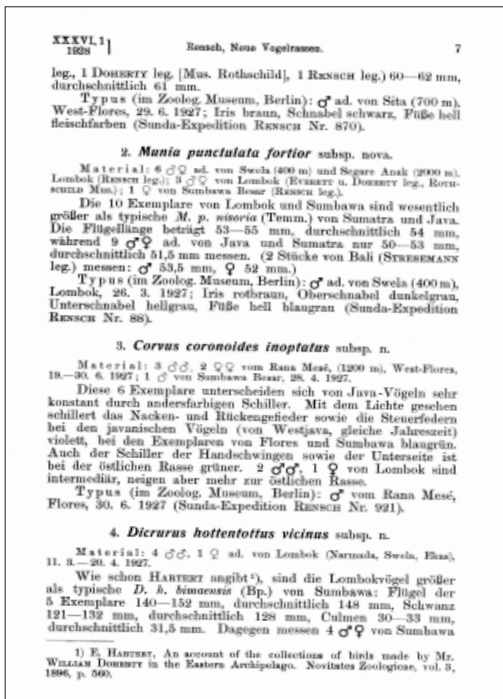 XXXVI, 1
1928]
Rensch, Neue Vogelrassen.
7
leg., 1 DOHERTY leg. [Mus. Rothschild], 1 RENSCH leg.) 60—62 mm,
durchschnittlich 61 mm.
Typus (im Zoolog. Museum, Berlin): ♂ ad. von Sita (700 m),
West-Flores, 29. 6. 1927; Iris braun, Schnabel schwarz, Füße hell
fleischfarben (Sunda-Expedition RENSCH Nr. 870).
2. Munia punctulata fortior subsp. nova.
Material: 6 ♂♀ ad. von Swela (400 m) und Segare Anak (2000 m),
Lombok (RENSCH leg.); 3 ♂♀ von Lombok (EVERETT u. DOHERTY leg., ROTH-
SCHILD Mus.); 1 ♀ von Sumbawa Besar (RENSCH leg.).
Die 10 Exemplare von Lombok und Sumbawa sind wesentlich
größer als typische M. p. nisoria (Temm.) von Sumatra und Java.
Die Flügellänge beträgt 53—55 mm, durchschnittlich 54 mm,
während 9 ♂♀ ad. von Java und Sumatra nur 50—53 mm,
durchschnittlich 51,5 mm messen. (2 Stücke von Bali (STRESEMANN
leg.) messen: ♂ 53,5 mm, ♀ 52 mm.)
Typus (im Zoolog. Museum, Berlin): ♂ ad. von Swela (400 m),
Lombok, 26. 3. 1927; Iris rotbraun, Oberschnabel dunkelgrau,
Unterschnabel hellgrau, Füße hell blaugrau (Sunda-Expedition
RENSCH Nr. 88).
3. Corvus coronoides inoptatus subsp. n.
Material: 3 ♂♂, 2 ♀♀ vom Rana Mesé, (1200 m), West-Flores,
19.—30. 6. 1927; 1 ♂ von Sumbawa Besar, 28. 4. 1927.
Diese 6 Exemplare unterscheiden sich von Java-Vögeln sehr
konstant durch andersfarbigen Schiller. Mit dem Lichte gesehen
schillert das Nacken- und Rückengefieder sowie die Steuerfedern
bei den javanischen Vögeln (von Westjava, gleiche Jahreszeit)
violett, bei den Exemplaren von Flores und Sumbawa blaugrün.
Auch der Schiller der Handschwingen sowie der Unterseite ist
bei der östlichen Rasse grüner. 2 ♂♂, 1 ♀ von Lombok sind
intermediär, neigen aber mehr zur östlichen Rasse.
Typus (im Zoolog. Museum, Berlin): ♂ vom Rana Mesé,
Flores, 30. 6. 1927 (Sunda-Expedition RENSCH Nr. 921).
4. Dicrurus hottentottus vicinus subsp. n.
Material: 4 ♂♂, 1 ♀ ad. von Lombok (Narmada, Swela, Ekas),
11. 3.—20. 4. 1927.
Wie schon HARTERT angibt¹), sind die Lombokvögel größer
als typische D. h. bimaensis (Bp.) von Sumbawa: Flügel der
5 Exemplare 140—152 mm, durchschnittlich 148 mm, Schwanz
121—132 mm, durchschnittlich 128 mm, Culmen 30—33 mm,
durchschnittlich 31,5 mm. Dagegen messen 4 ♂♀ von Sumbawa
1) E. HARTERT, An account of the collections of birds made by Mr.
WILLIAM DOHERTY in the Eastern Archipelago. Novitates Zoologicae, vol. 3,
1896, p. 560.